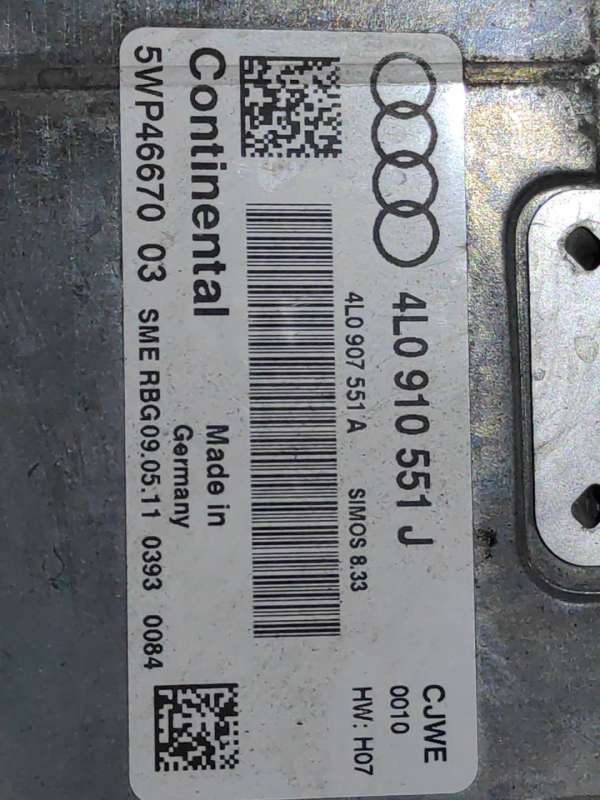 4L0 910 551 J
CJWE
0010
4L0 907 551 A SIMOS 8.33
HW: H07
Continental
Made in
Germany
5WP46670 03 SME RBG09.05.11 0393 0084